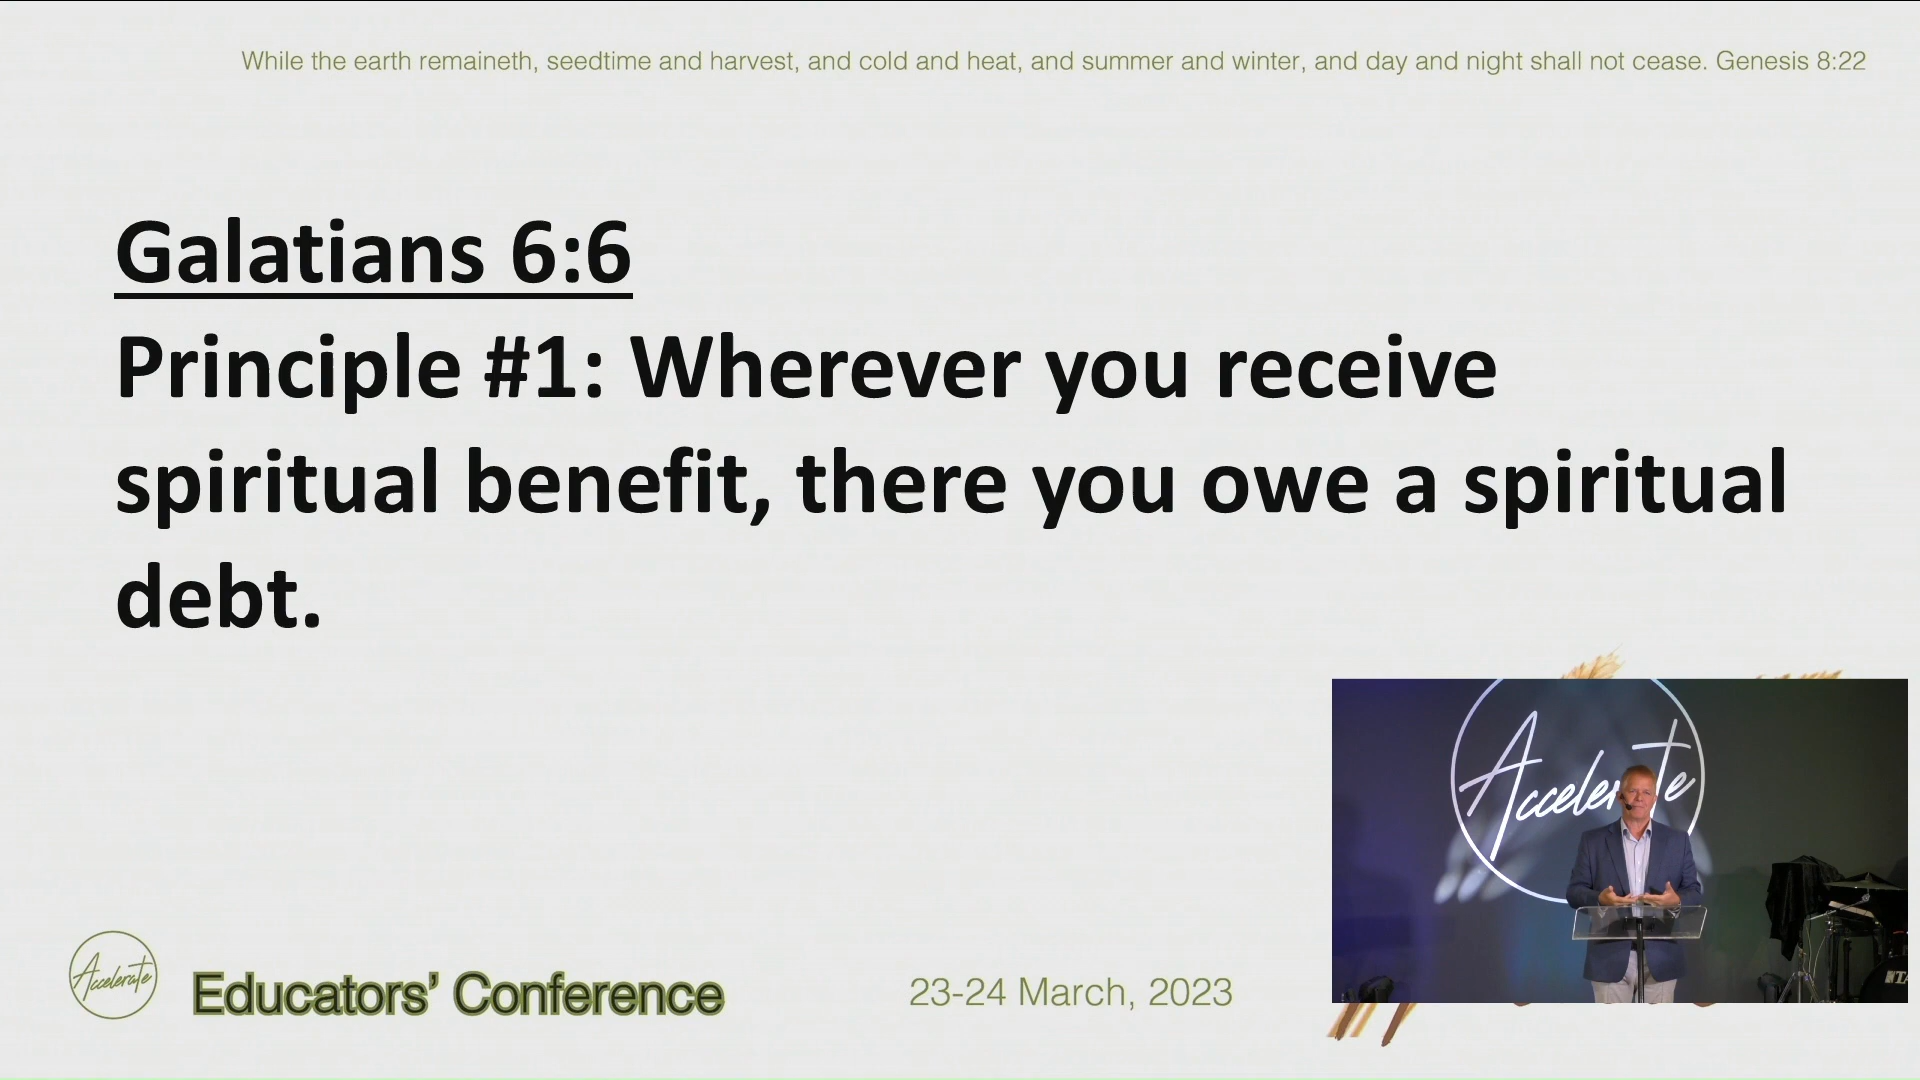 While the earth remaineth, seedtime and harvest, and cold and heat, and summer and winter, and day and night shall not cease. Genesis 8:22
Galatians 6:6
Principle #1: Wherever you receive
spiritual benefit, there you owe a spiritual
debt.
Accelerate
Accelerate
Educators’ Conference
23-24 March, 2023